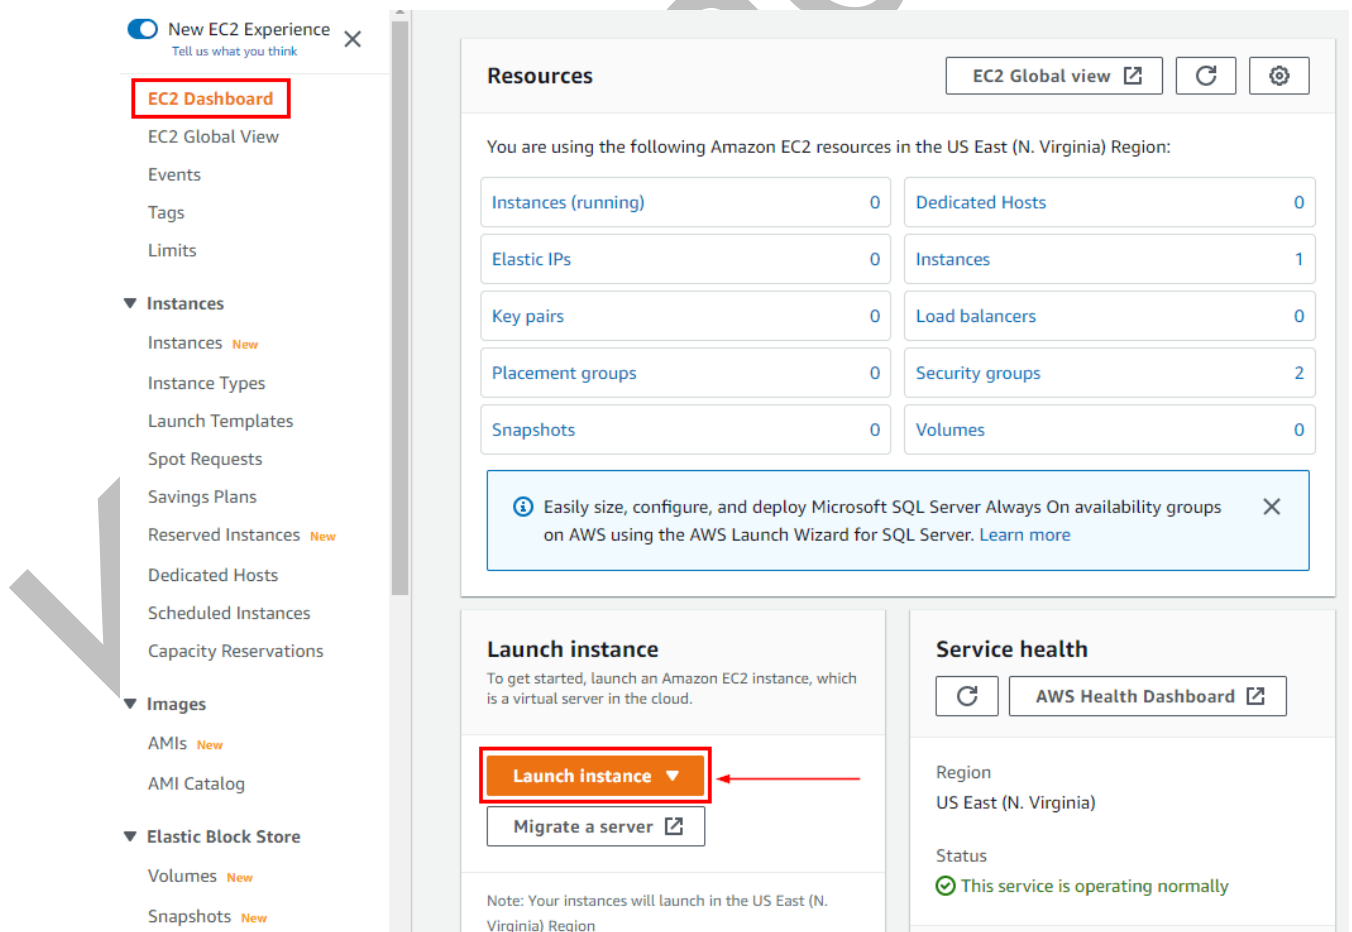 New EC2 Experience
Tell us what you think
EC2 Dashboard
EC2 Global View
Events
Tags
Limits
Instances
Instances New
Instance Types
Launch Templates
Spot Requests
Savings Plans
Reserved Instances New
Dedicated Hosts
Scheduled Instances
Capacity Reservations
Images
AMIs New
AMI Catalog
Elastic Block Store
Volumes New
Snapshots New
Resources
EC2 Global view
You are using the following Amazon EC2 resources in the US East (N. Virginia) Region:
Instances (running) 0
Dedicated Hosts 0
Elastic IPs 0
Instances 1
Key pairs 0
Load balancers 0
Placement groups 0
Security groups 2
Snapshots 0
Volumes 0
Easily size, configure, and deploy Microsoft SQL Server Always On availability groups
on AWS using the AWS Launch Wizard for SQL Server. Learn more
Launch instance
To get started, launch an Amazon EC2 instance, which
is a virtual server in the cloud.
Launch instance
Migrate a server
Note: Your instances will launch in the US East (N.
Virginia) Region
Service health
AWS Health Dashboard
Region
US East (N. Virginia)
Status
This service is operating normally